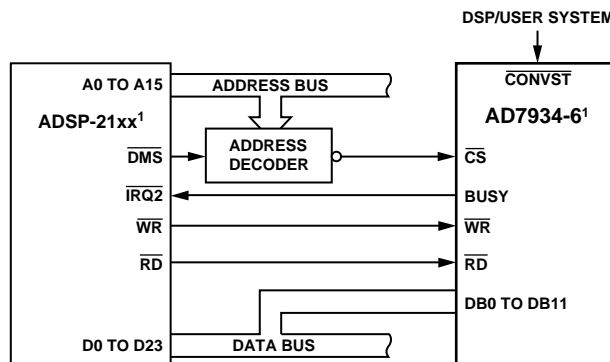 DSP/USER SYSTEM
A0 TO A15
ADDRESS BUS
CONVST
ADSP-21xx1
AD7934-61
ADDRESS
DECODER
DMS
CS
IRQ2
BUSY
WR
WR
RD
RD
DB0 TO DB11
D0 TO D23
DATA BUS